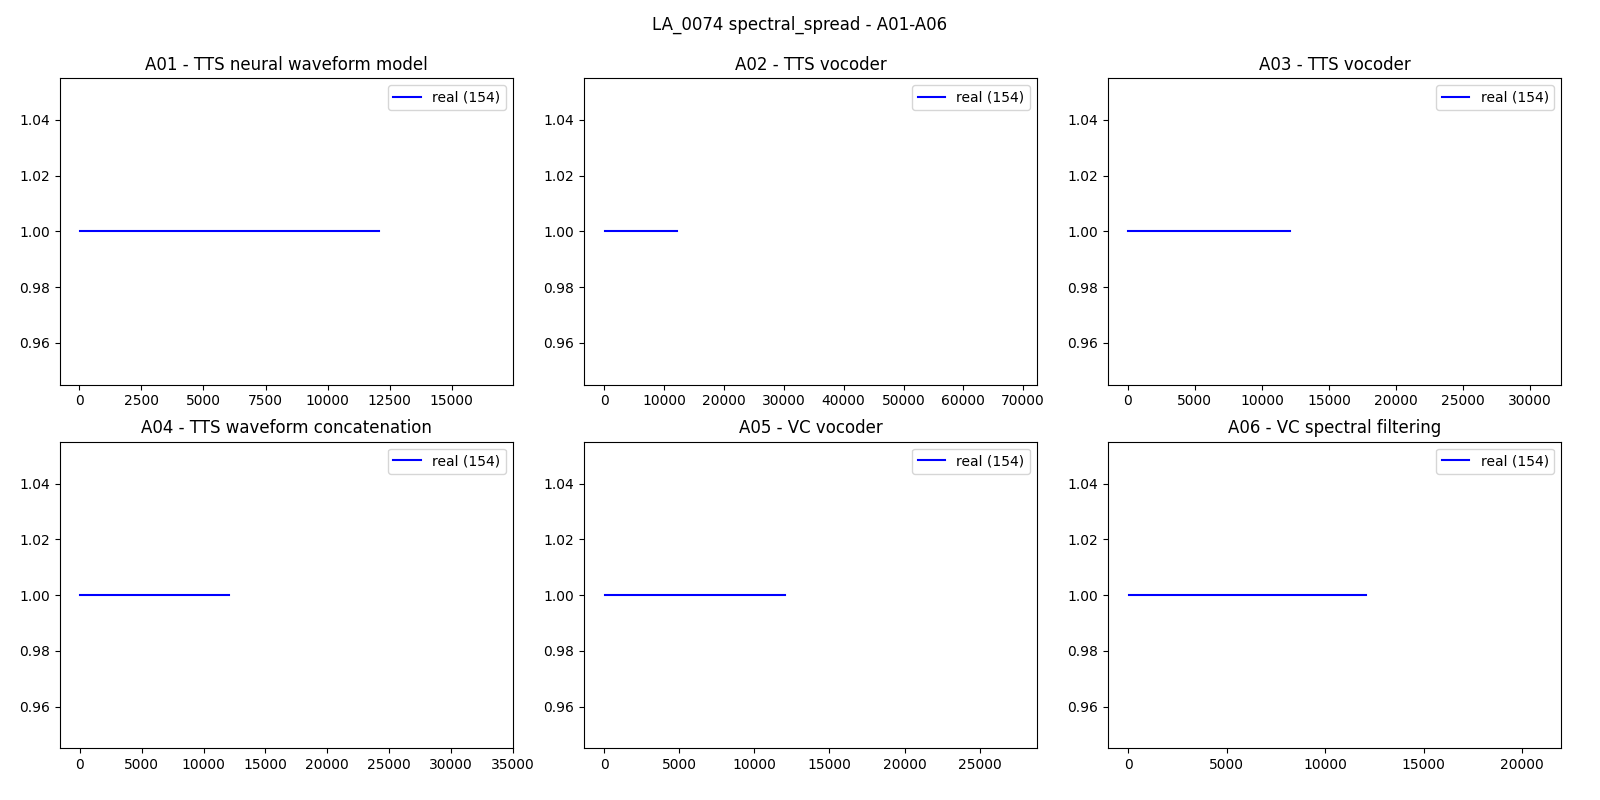 LA_0074 spectral_spread - A01-A06
A01 - TTS neural waveform model
real (154)
1.04
1.02
1.00
0.98
0.96
0 2500 5000 7500 10000 12500 15000
A02 - TTS vocoder
real (154)
1.04
1.02
1.00
0.98
0.96
0 10000 20000 30000 40000 50000 60000 70000
A03 - TTS vocoder
real (154)
1.04
1.02
1.00
0.98
0.96
0 5000 10000 15000 20000 25000 30000
A04 - TTS waveform concatenation
real (154)
1.04
1.02
1.00
0.98
0.96
0 5000 10000 15000 20000 25000 30000 35000
A05 - VC vocoder
real (154)
1.04
1.02
1.00
0.98
0.96
0 5000 10000 15000 20000 25000
A06 - VC spectral filtering
real (154)
1.04
1.02
1.00
0.98
0.96
0 5000 10000 15000 20000